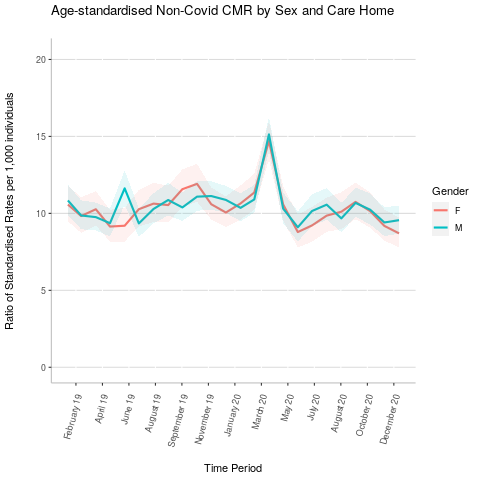 Age-standardised Non-Covid CMR by Sex and Care Home
Ratio of Standardised Rates per 1,000 Individuals
20
15
10
5
0
February 19
April 19
June 19
August 19
September 19
November 19
January 20
March 20
May 20
July 20
August 20
October 20
December 20
Time Period
Gender
F
M